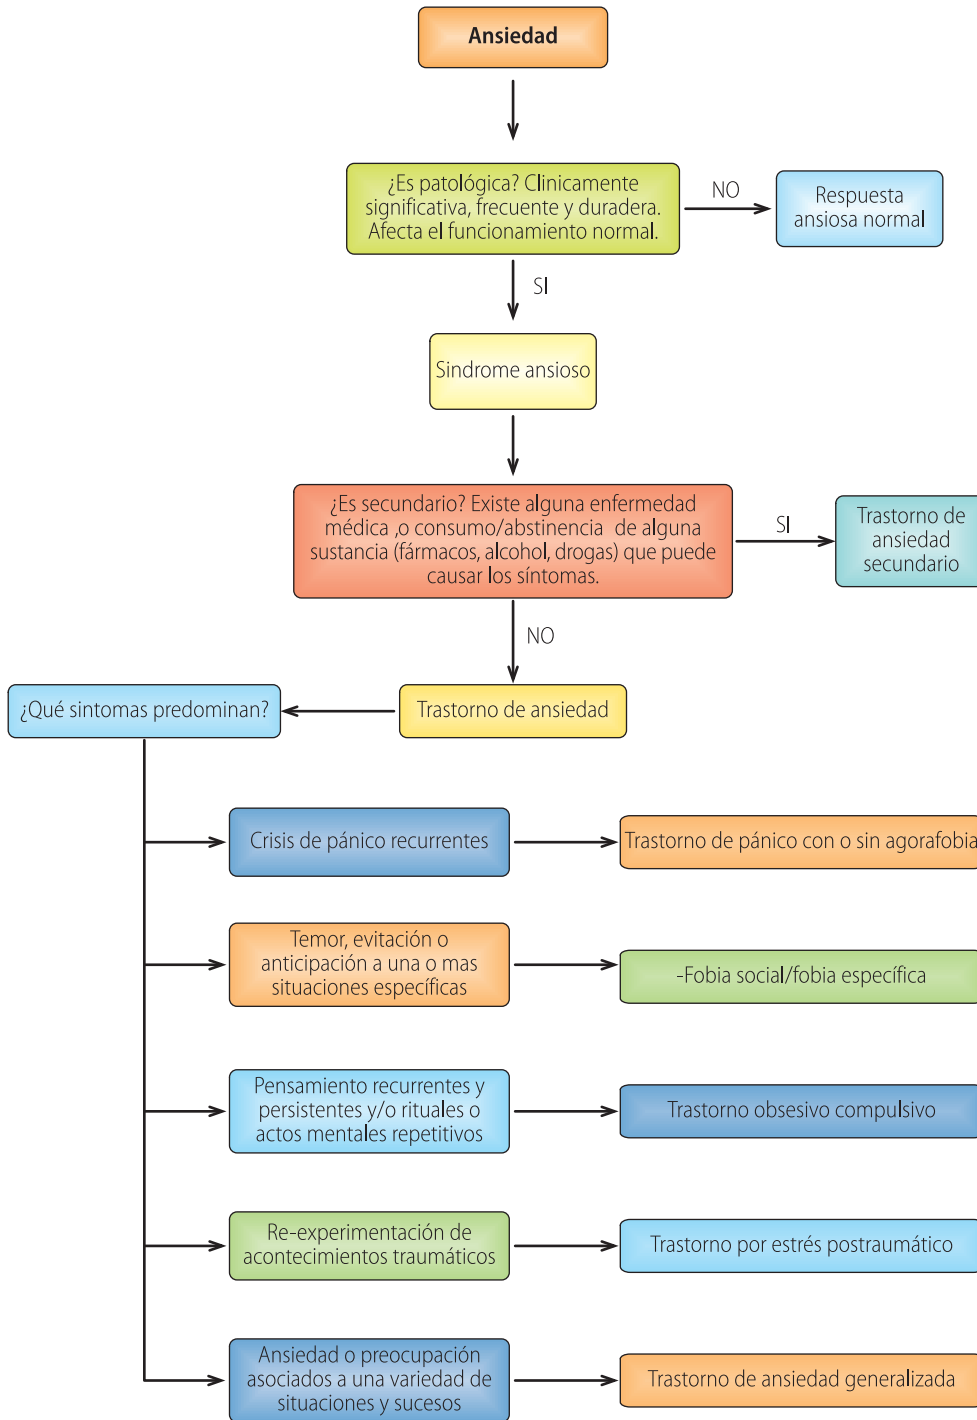 Ansiedad
¿Es patológica? Clinicamente
significativa, frecuente y duradera.
Afecta el funcionamiento normal.
NO
Respuesta
ansiosa normal
SI
Sindrome ansioso
¿Es secundario? Existe alguna enfermedad
médica ,o consumo/abstinencia de alguna
sustancia (fármacos, alcohol, drogas) que puede
causar los síntomas.
SI
Trastorno de
ansiedad
secundario
NO
¿Qué sintomas predominan?
Trastorno de ansiedad
Crisis de pánico recurrentes
Trastorno de pánico con o sin agorafobia
Temor, evitación o
anticipación a una o mas
situaciones específicas
-Fobia social/fobia específica
Pensamiento recurrentes y
persistentes y/o rituales o
actos mentales repetitivos
Trastorno obsesivo compulsivo
Re-experimentación de
acontecimientos traumáticos
Trastorno por estrés postraumático
Ansiedad o preocupación
asociados a una variedad de
situaciones y sucesos
Trastorno de ansiedad generalizada